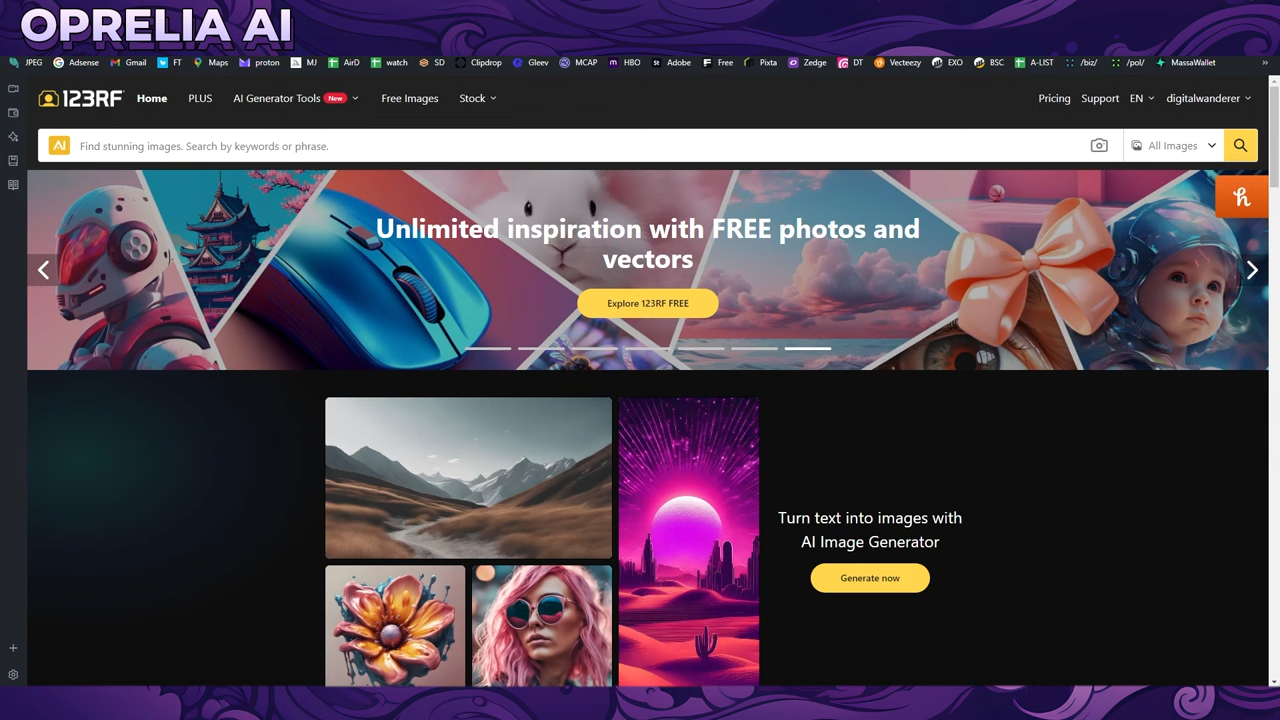 OPRELIA AI
JPEG Adsense Gmail FT Maps proton MJ AirD watch SD Clipdrop Gleev MCAP HBO Adobe Free Pixta Zedge DT Vecteezy EXO BSC A-LIST /biz/ /pol/ MassaWallet
123RF Home PLUS AI Generator Tools New Free Images Stock Pricing Support EN digitalwanderer
AI Find stunning images. Search by keywords or phrase. All Images
Unlimited inspiration with FREE photos and
vectors
Explore 123RF FREE
Turn text into images with
AI Image Generator
Generate now